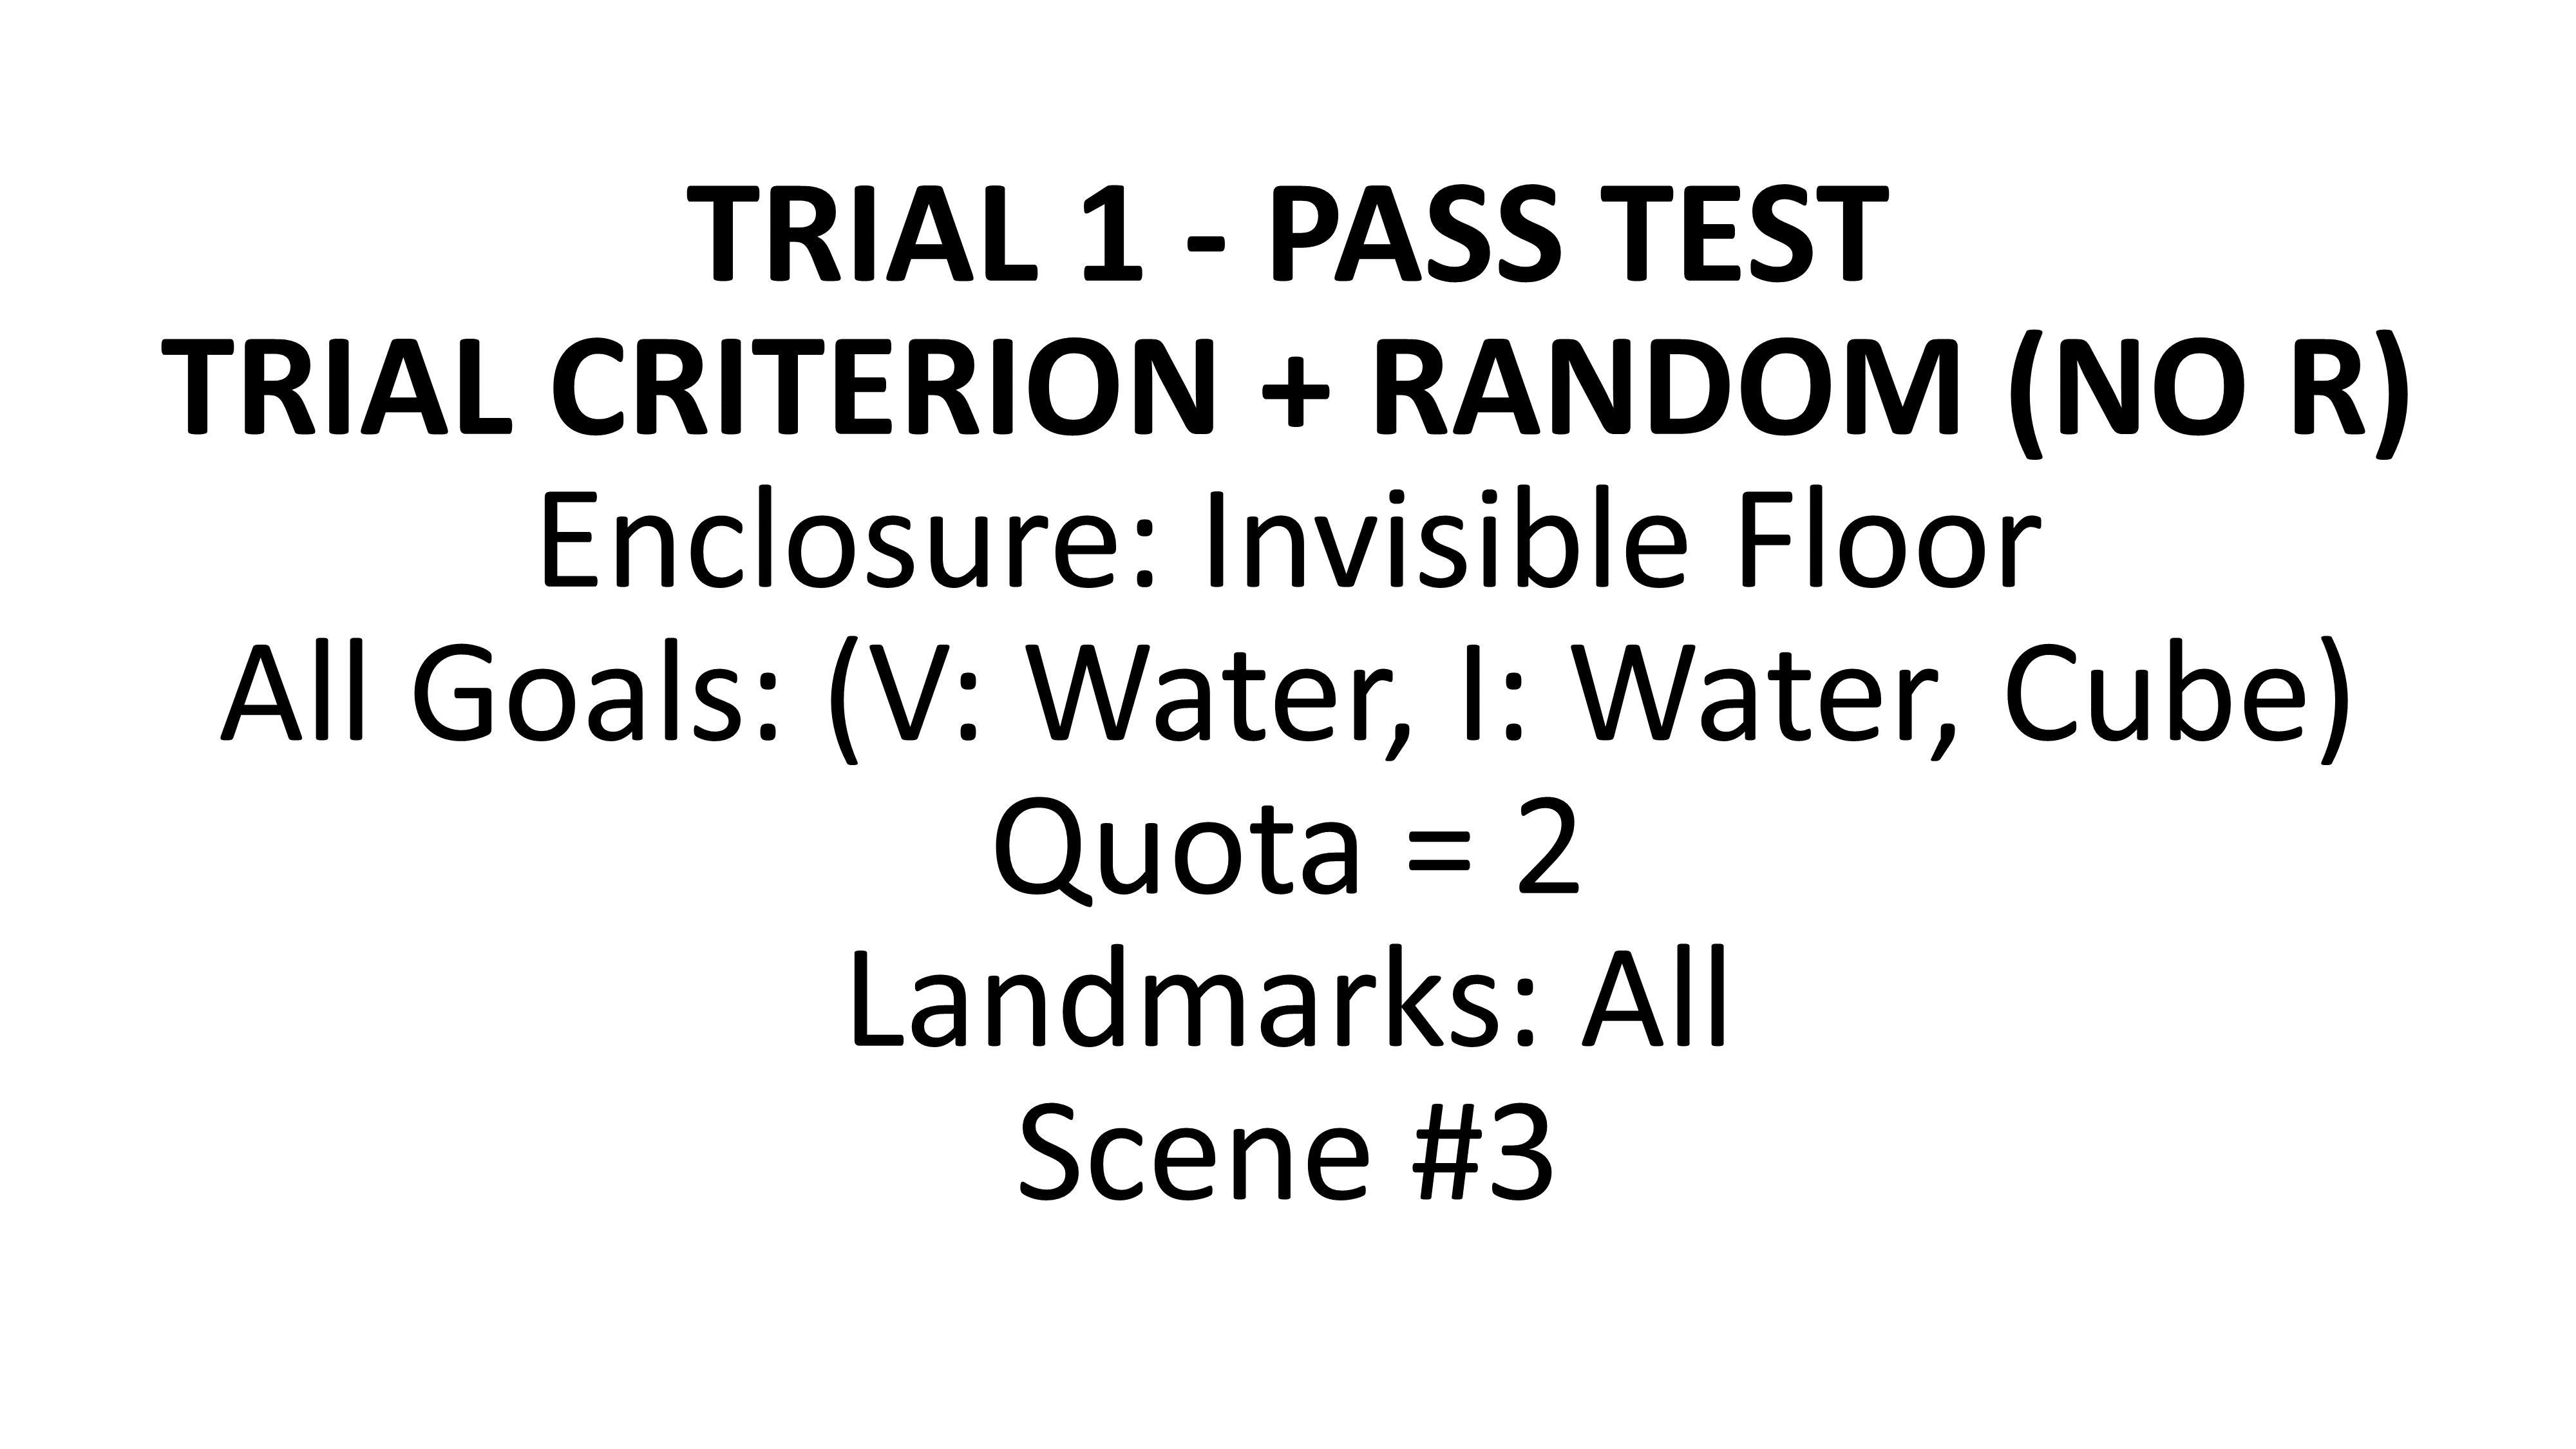 TRIAL 1 - PASS TEST
TRIAL CRITERION + RANDOM (NO R)
Enclosure: Invisible Floor
All Goals: (V: Water, I: Water, Cube)
Quota = 2
Landmarks: All
Scene #3